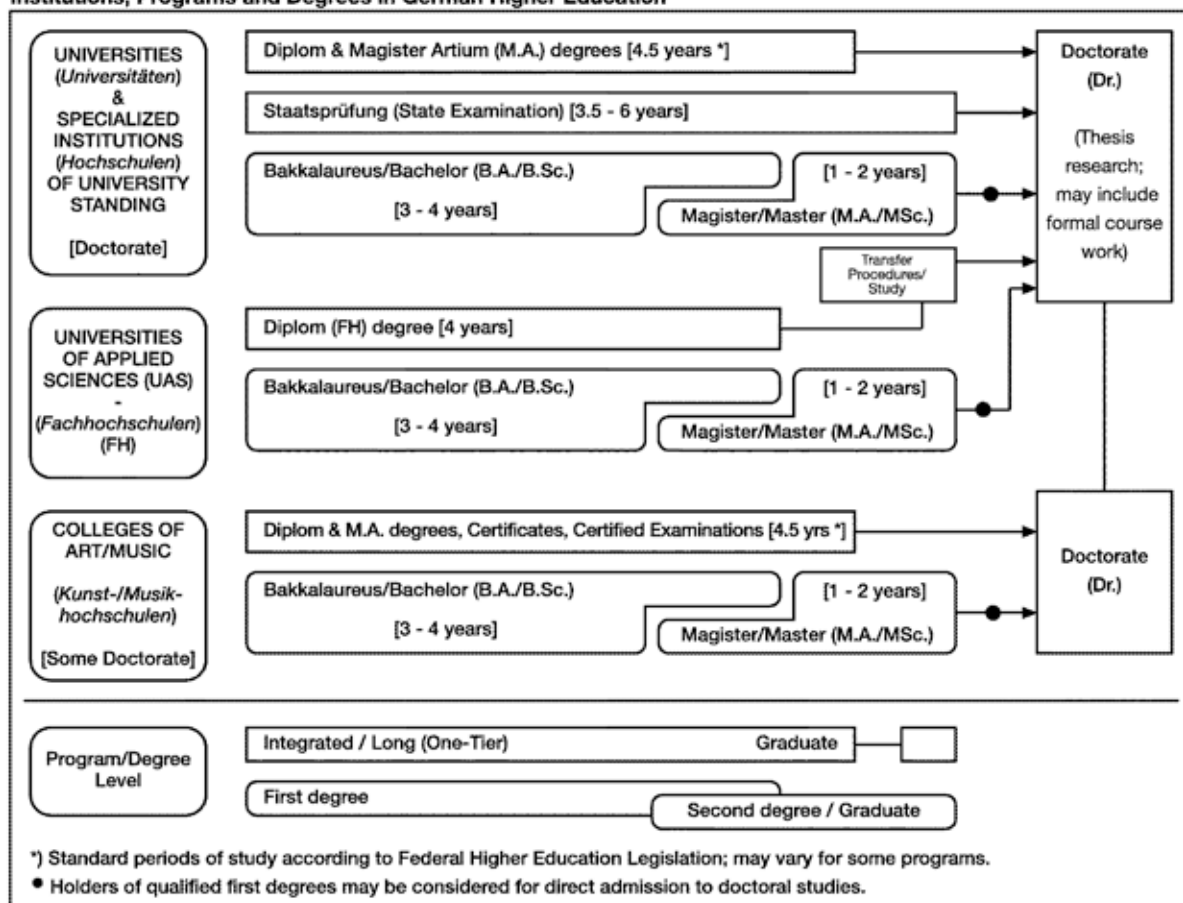 Institutions, Programs and Degrees in German Higher Education
UNIVERSITIES
(Universitäten)
&
SPECIALIZED
INSTITUTIONS
(Hochschulen)
OF UNIVERSITY
STANDING
[Doctorate]
Diplom & Magister Artium (M.A.) degrees [4.5 years *]
Staatsprüfung (State Examination) [3.5 - 6 years]
Bakkalaureus/Bachelor (B.A./B.Sc.)
[3 - 4 years]
[1 - 2 years]
Magister/Master (M.A./MSc.)
Transfer
Procedures/
Study
Doctorate
(Dr.)
(Thesis
research;
may include
formal course
work)
UNIVERSITIES
OF APPLIED
SCIENCES (UAS)
-
(Fachhochschulen)
(FH)
Diplom (FH) degree [4 years]
Bakkalaureus/Bachelor (B.A./B.Sc.)
[3 - 4 years]
[1 - 2 years]
Magister/Master (M.A./MSc.)
COLLEGES OF
ART/MUSIC
(Kunst-/Musik-
hochschulen)
[Some Doctorate]
Diplom & M.A. degrees, Certificates, Certified Examinations [4.5 yrs *]
Bakkalaureus/Bachelor (B.A./B.Sc.)
[3 - 4 years]
[1 - 2 years]
Magister/Master (M.A./MSc.)
Doctorate
(Dr.)
Program/Degree
Level
Integrated / Long (One-Tier) Graduate
First degree
Second degree / Graduate
*) Standard periods of study according to Federal Higher Education Legislation; may vary for some programs.
● Holders of qualified first degrees may be considered for direct admission to doctoral studies.